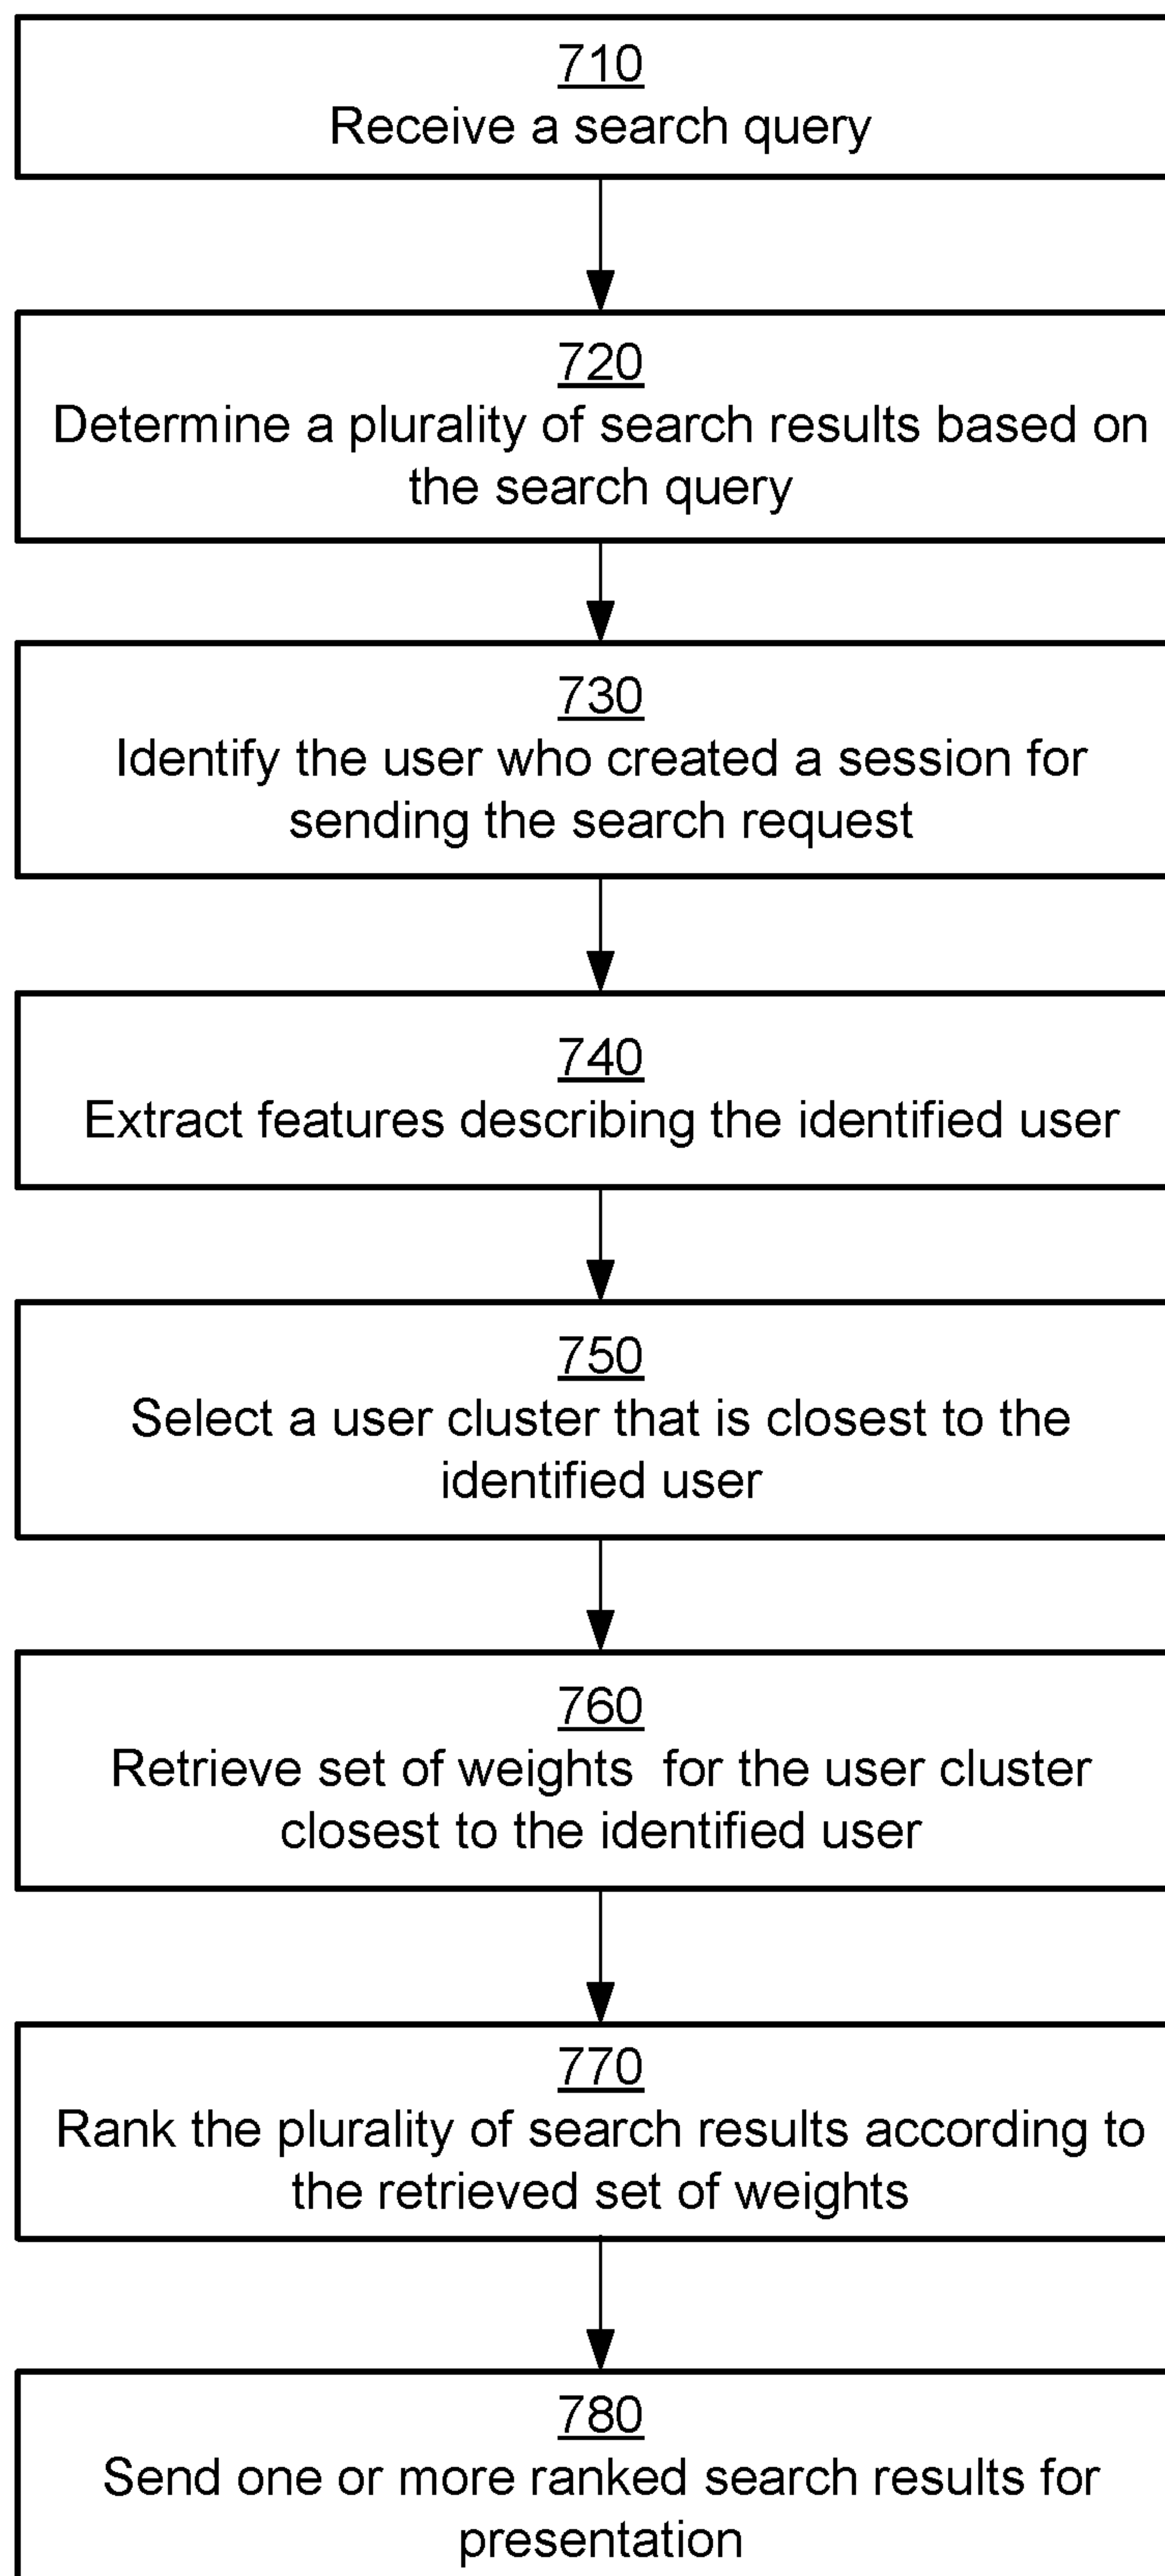 710
Receive a search query
720
Determine a plurality of search results based on
the search query
730
Identify the user who created a session for
sending the search request
740
Extract features describing the identified user
750
Select a user cluster that is closest to the
identified user
760
Retrieve set of weights  for the user cluster
closest to the identified user
770
Rank the plurality of search results according to
the retrieved set of weights
780
Send one or more ranked search results for
presentation